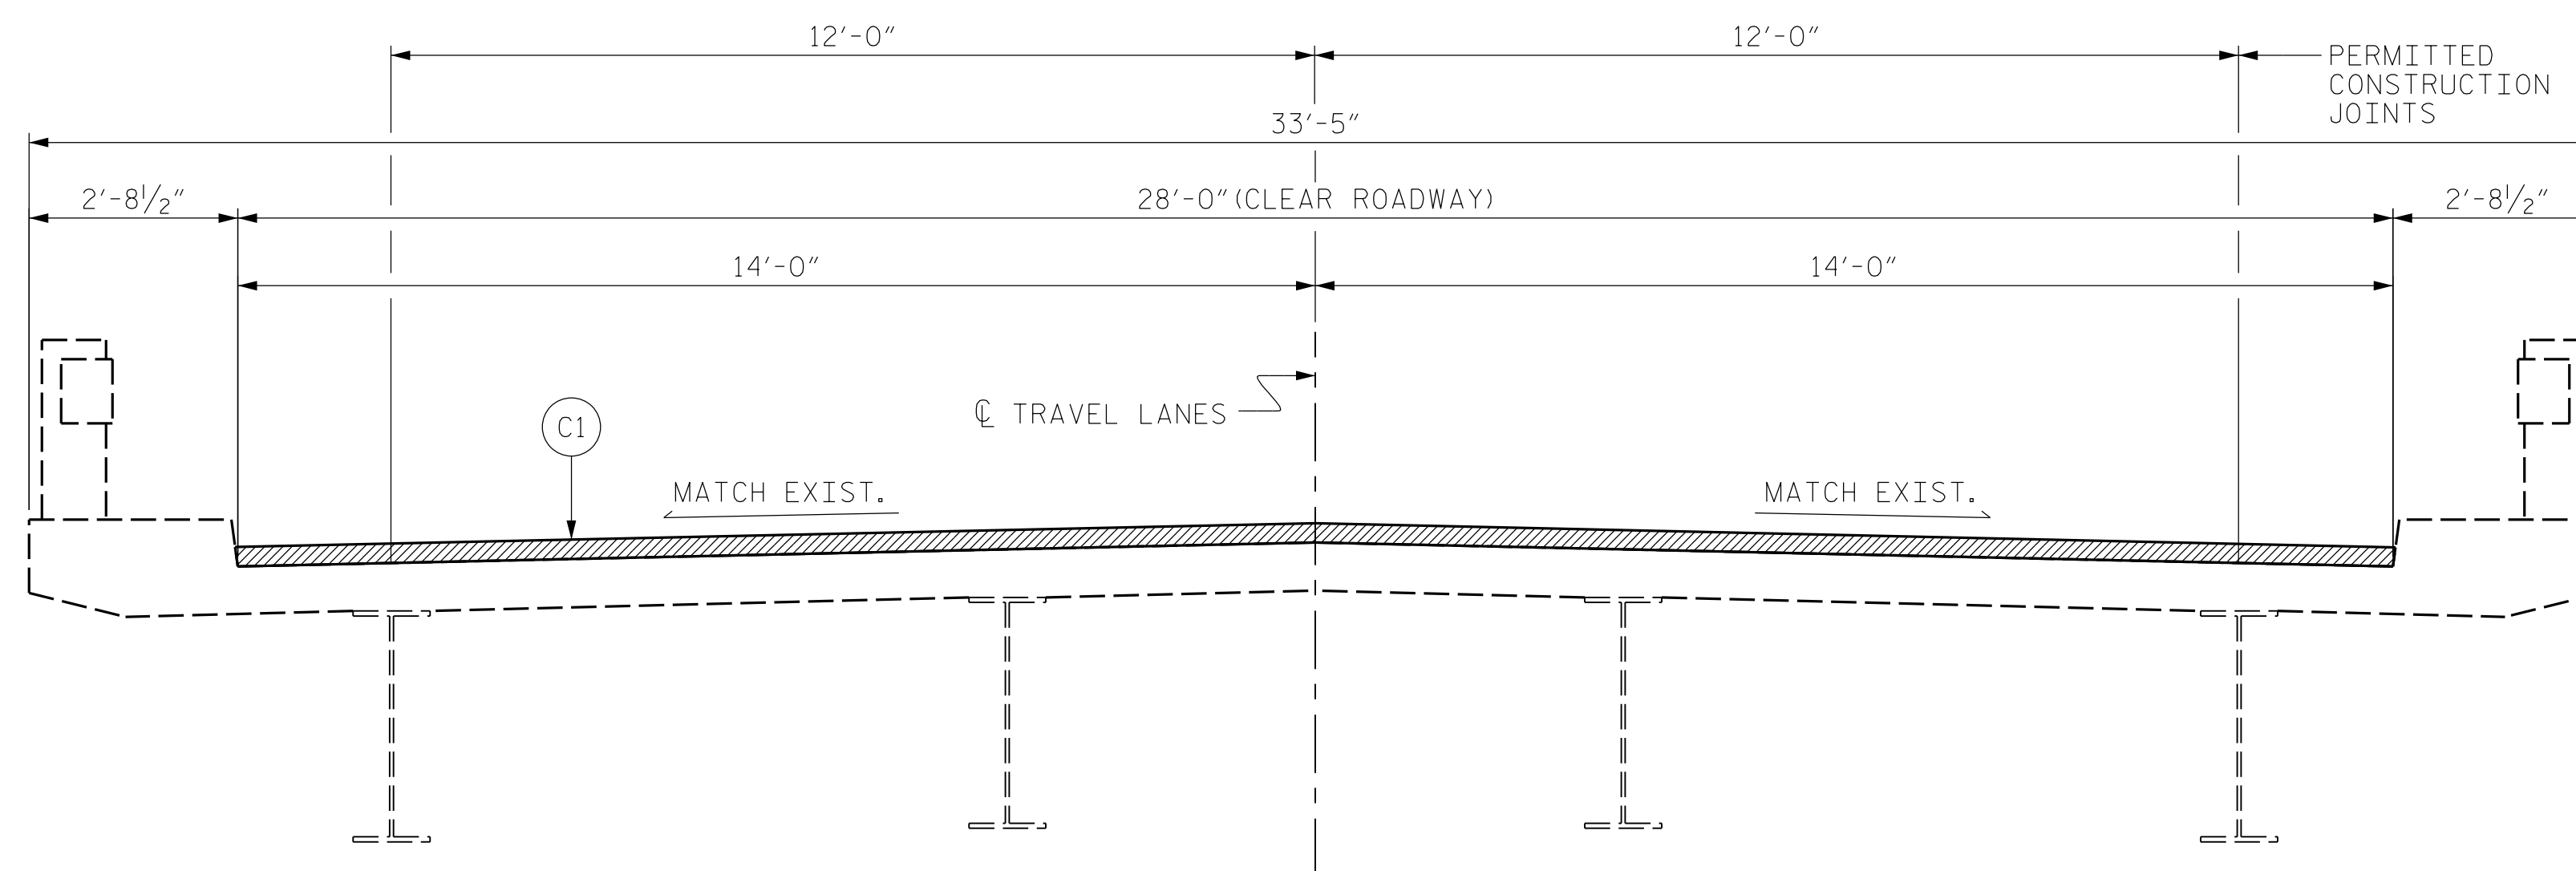 12'-0"
12'-0"
PERMITTED
CONSTRUCTION
JOINTS
33'-5"
2'-8½"
28'-0"(CLEAR ROADWAY)
2'-8½"
14'-0"
14'-0"
℄ TRAVEL LANES
C1
MATCH EXIST.
MATCH EXIST.